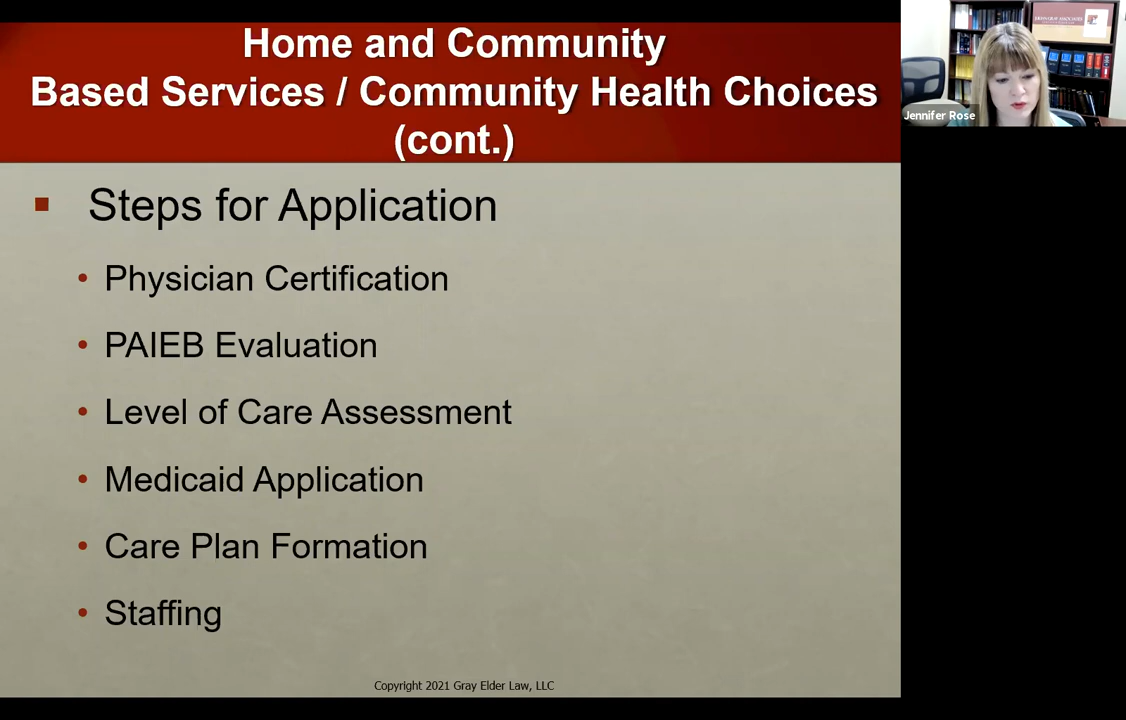 Home and Community
Based Services / Community Health Choices
(cont.)
Jennifer Rose
Steps for Application
Physician Certification
PAIEB Evaluation
Level of Care Assessment
Medicaid Application
Care Plan Formation
Staffing
Copyright 2021 Gray Elder Law, LLC